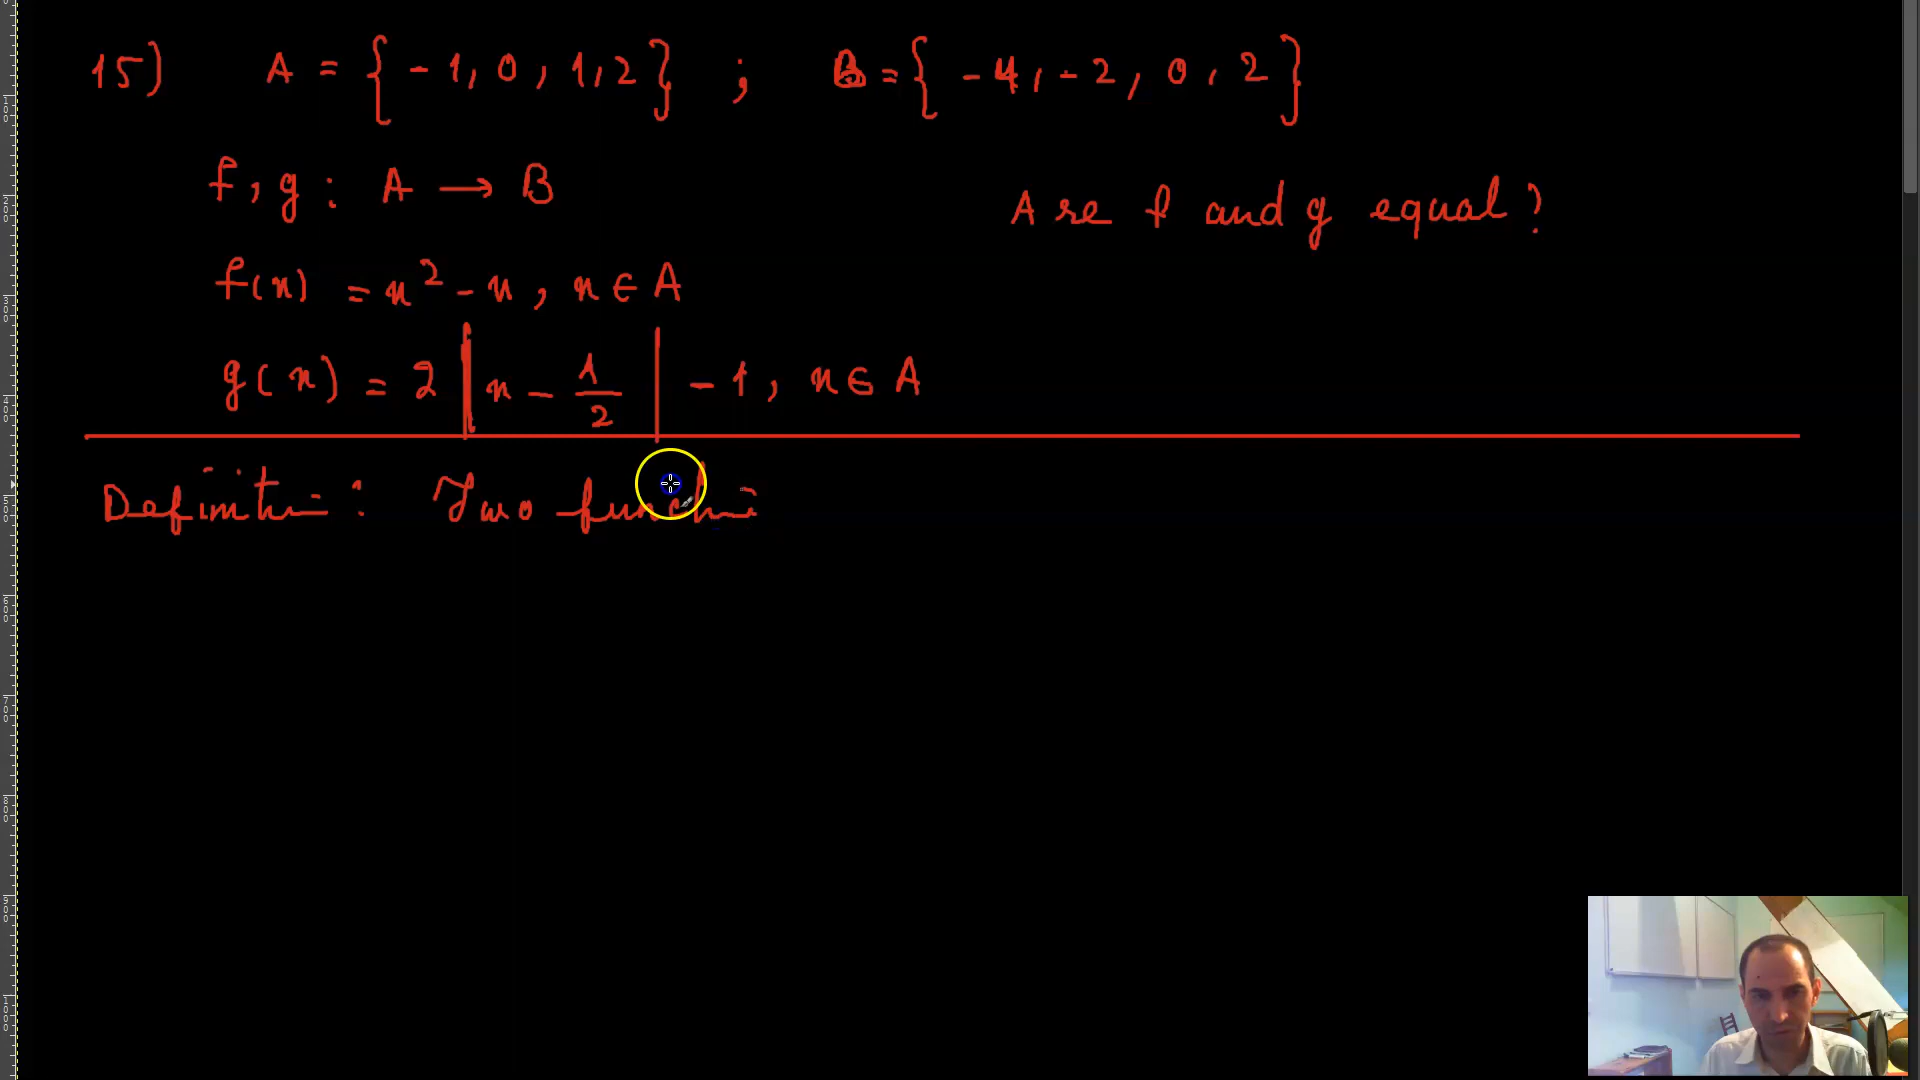 15) A = { -1, 0, 1, 2 } ; B = { -4, -2, 0, 2 }
f, g : A → B
Are f and g equal?
f(x) = x² - x, x ∈ A
g(x) = 2 | x - 1/2 | - 1, x ∈ A
Definition : Two functi